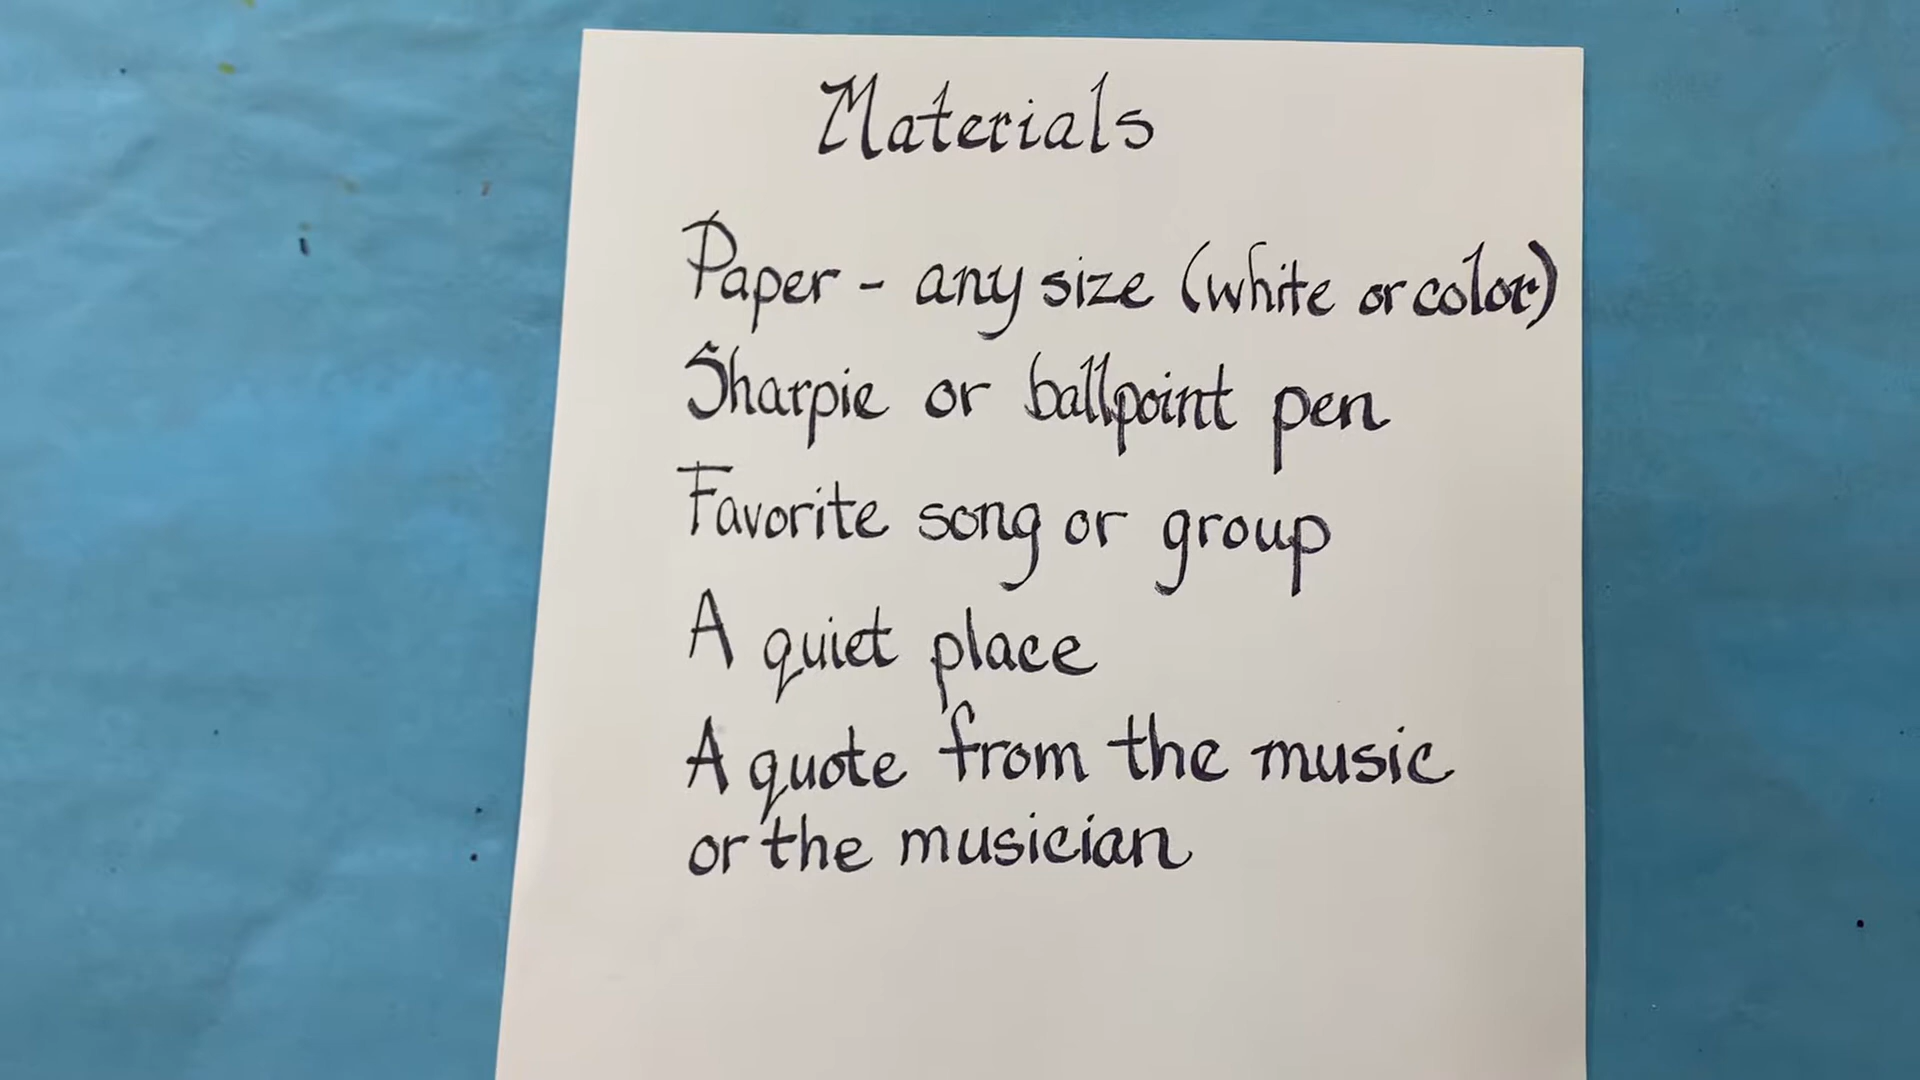 Materials
Paper - any size (white or color)
Sharpie or ballpoint pen
Favorite song or group
A quiet place
A quote from the music
or the musician